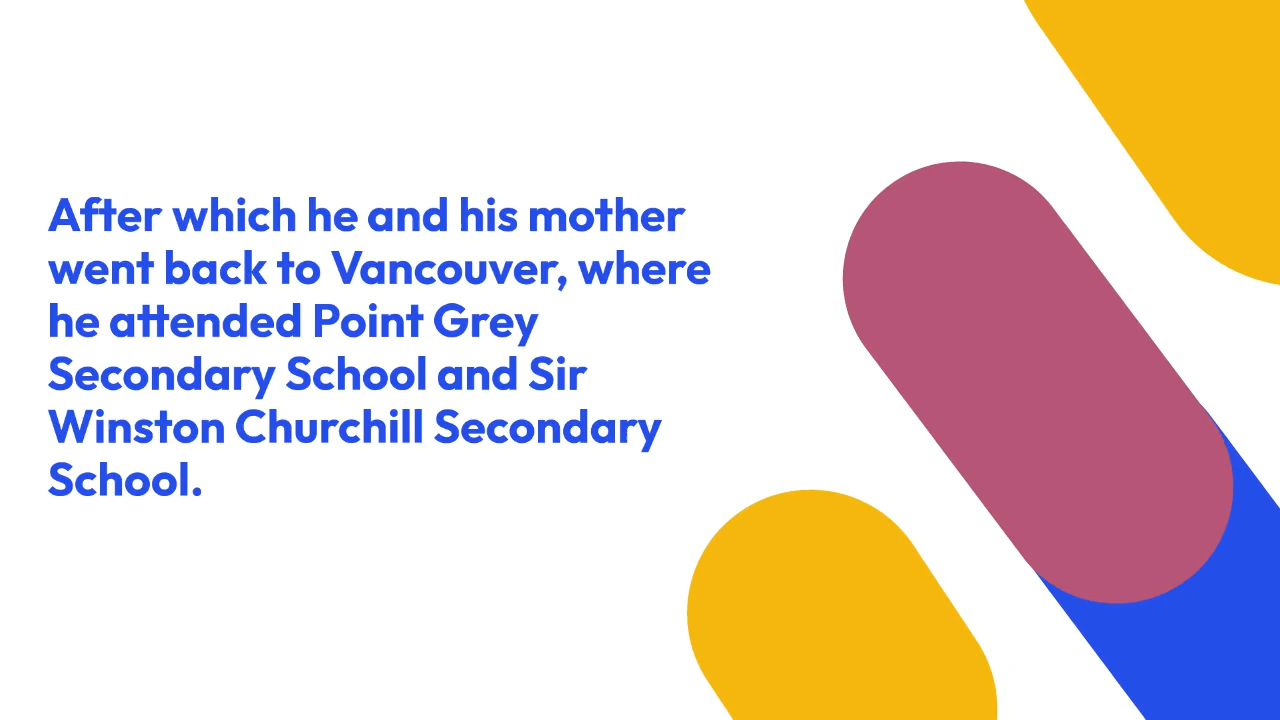 After which he and his mother
went back to Vancouver, where
he attended Point Grey
Secondary School and Sir
Winston Churchill Secondary
School.